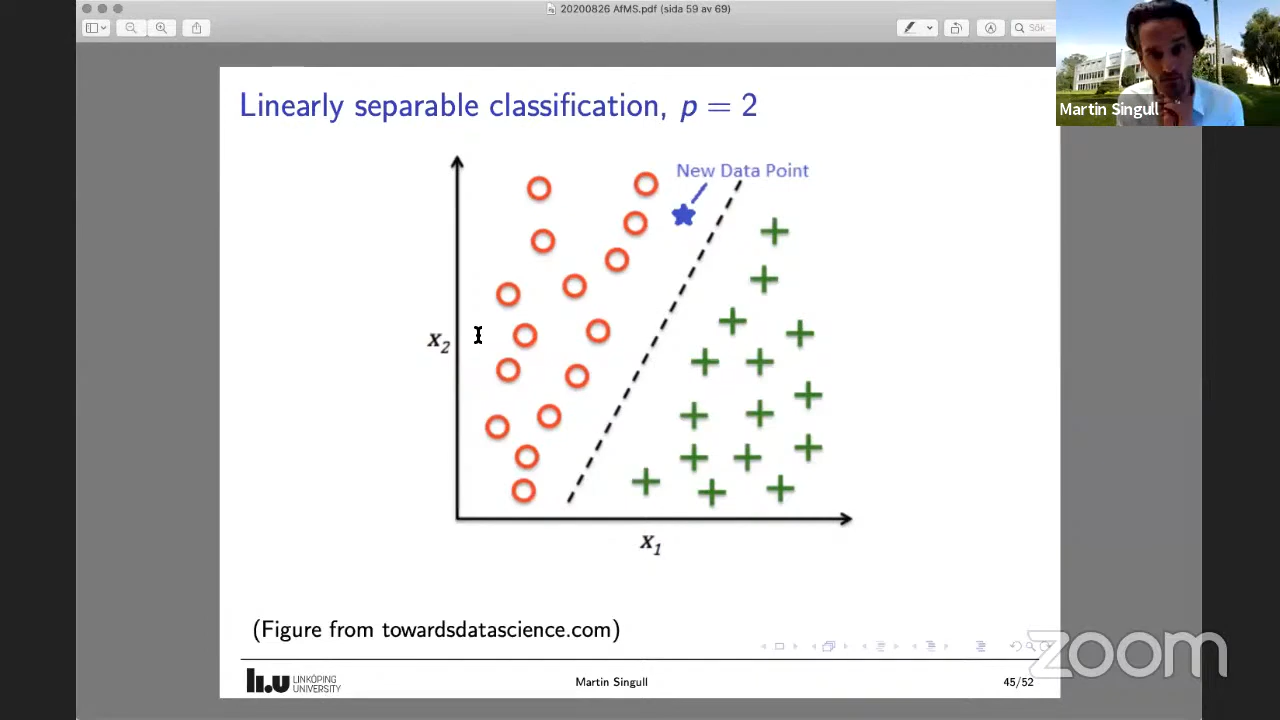 20200826 AfMS.pdf (sida 59 av 69)
Sök
Martin Singull
Linearly separable classification, p = 2
New Data Point
x₂
x₁
(Figure from towardsdatascience.com)
zoom
LINKÖPING
UNIVERSITY
Martin Singull
45/52